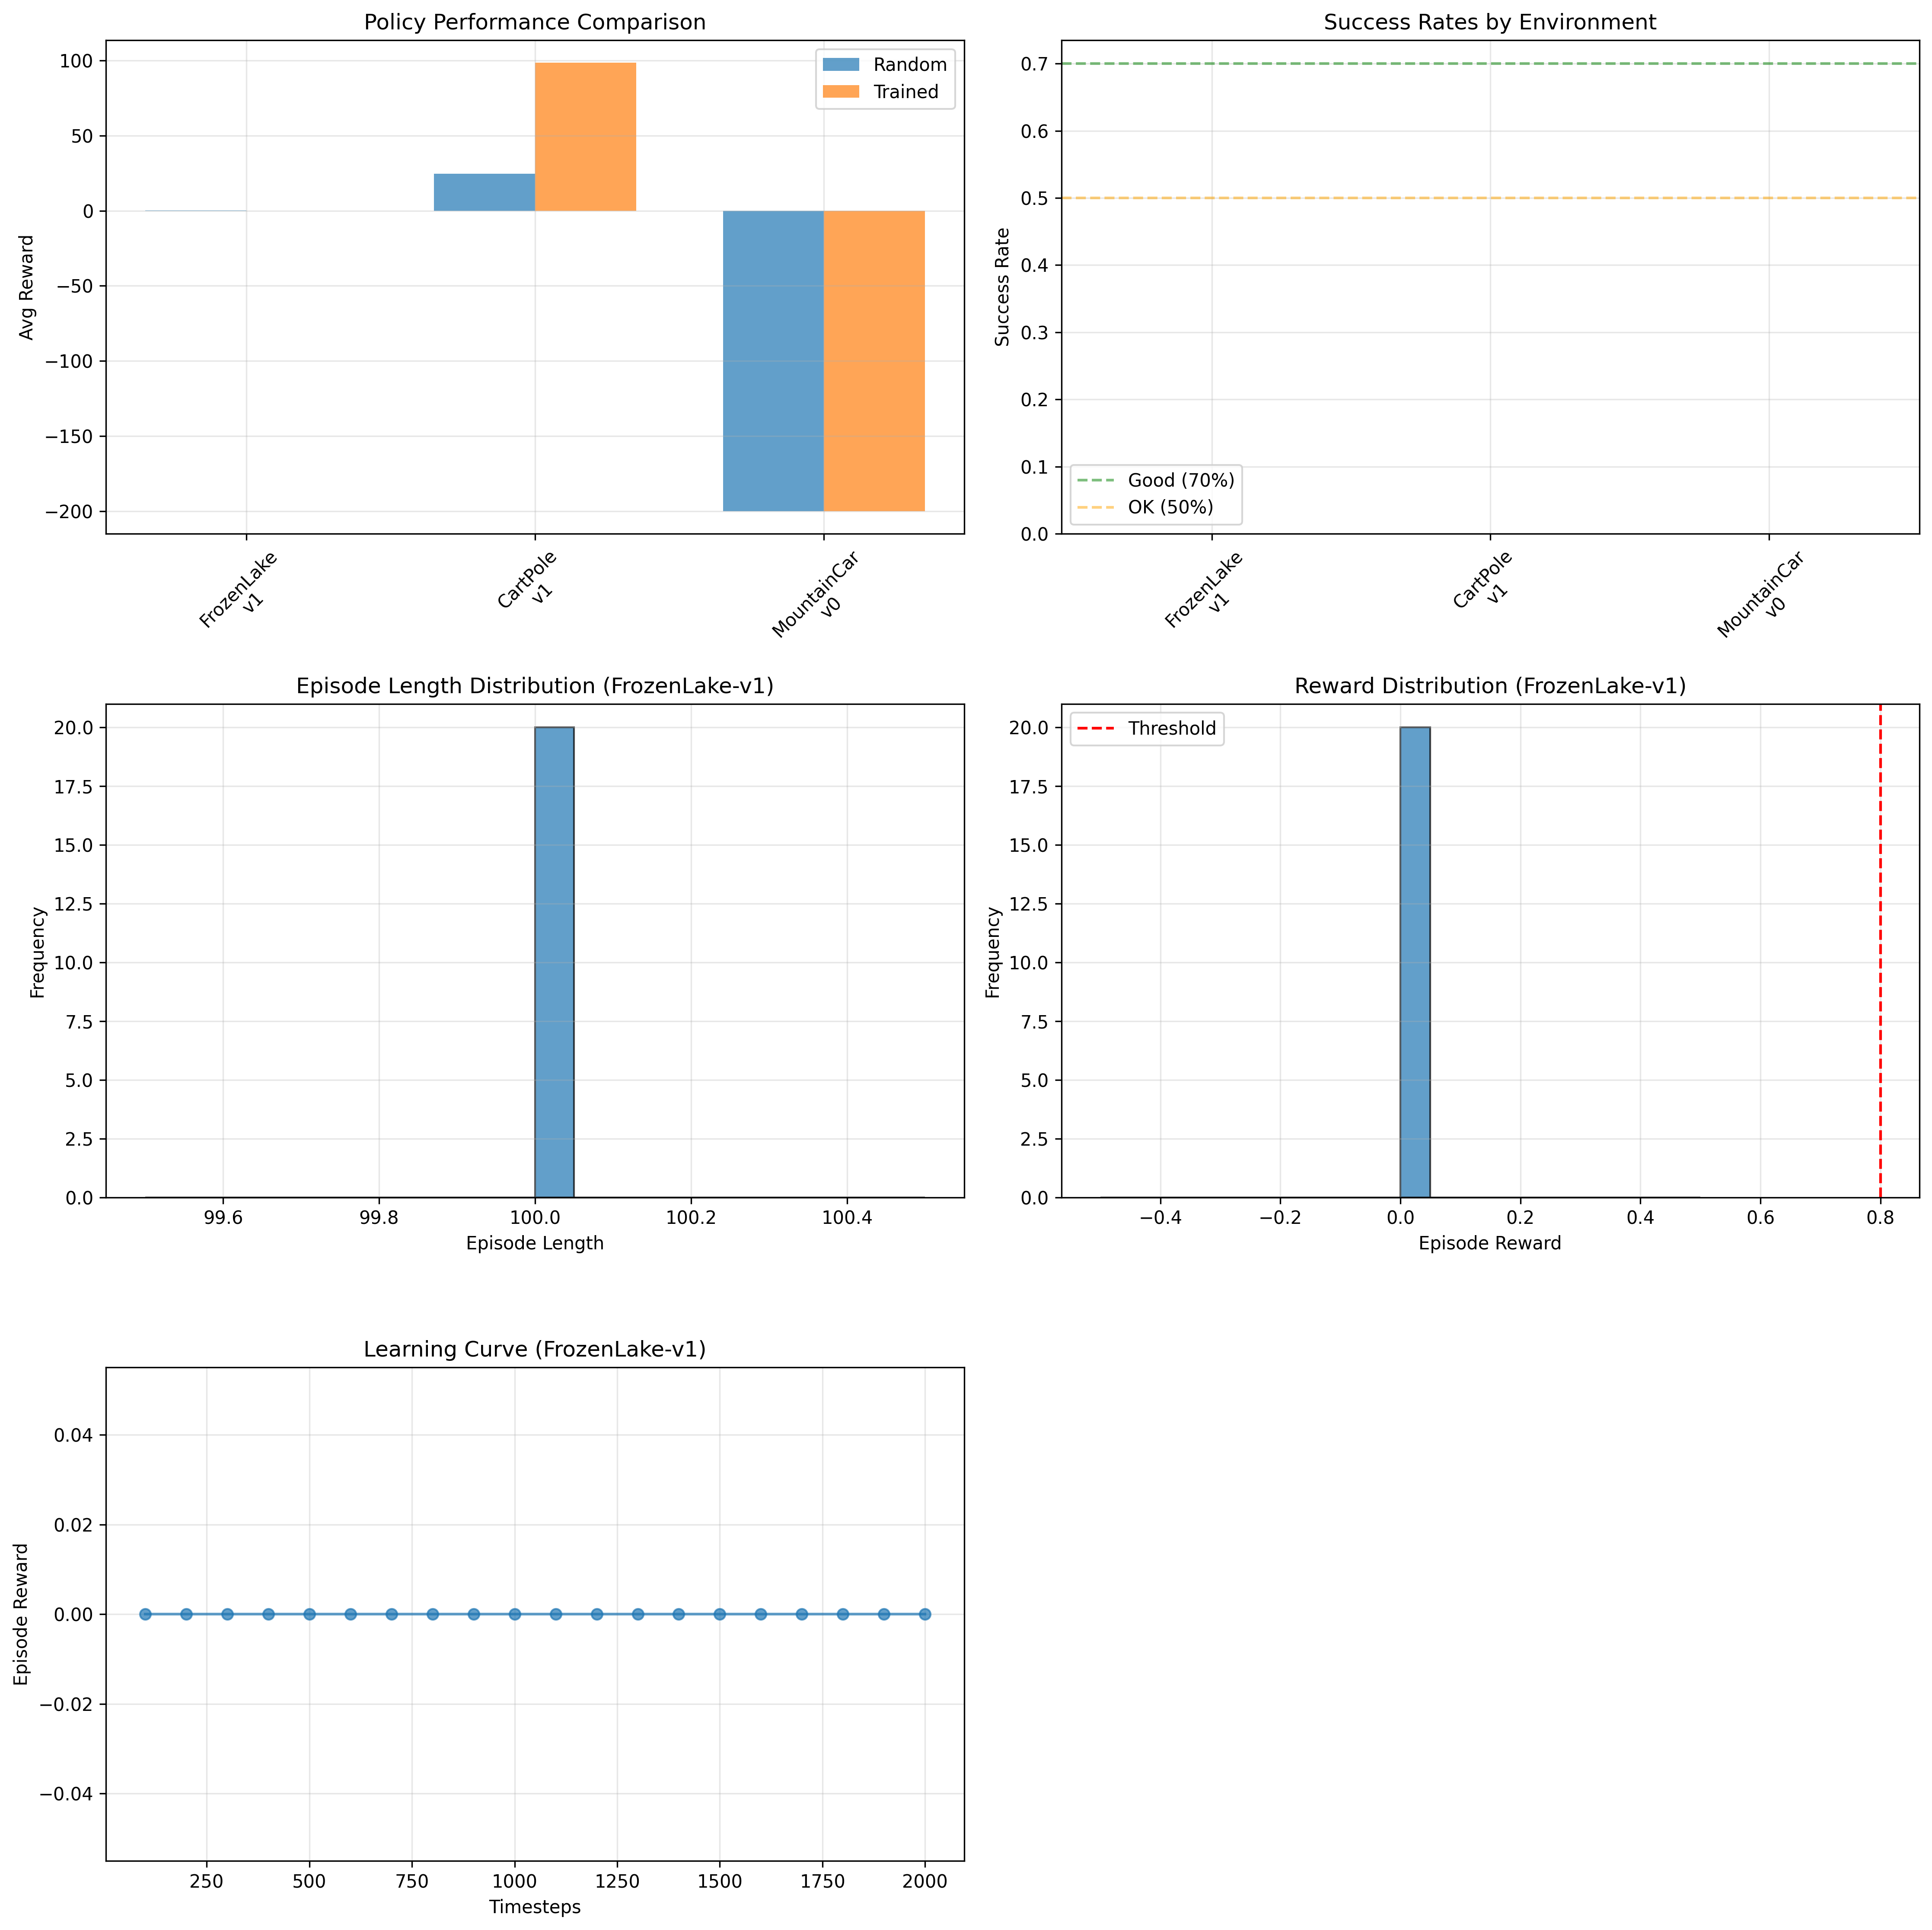 Policy Performance Comparison
Avg Reward
100
50
0
−50
−100
−150
−200
Random
Trained
FrozenLake
v1
CartPole
v1
MountainCar
v0
Success Rates by Environment
Success Rate
0.7
0.6
0.5
0.4
0.3
0.2
0.1
0.0
Good (70%)
OK (50%)
FrozenLake
v1
CartPole
v1
MountainCar
v0
Episode Length Distribution (FrozenLake-v1)
Frequency
20.0
17.5
15.0
12.5
10.0
7.5
5.0
2.5
0.0
99.6 99.8 100.0 100.2 100.4
Episode Length
Reward Distribution (FrozenLake-v1)
Frequency
20.0
17.5
15.0
12.5
10.0
7.5
5.0
2.5
0.0
Threshold
−0.4 −0.2 0.0 0.2 0.4 0.6 0.8
Episode Reward
Learning Curve (FrozenLake-v1)
Episode Reward
0.04
0.02
0.00
−0.02
−0.04
250 500 750 1000 1250 1500 1750 2000
Timesteps